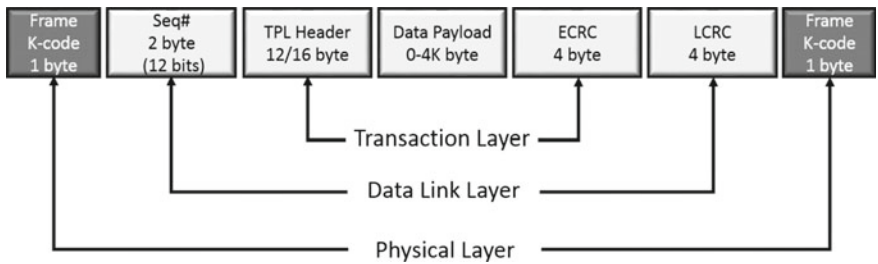 Frame
K-code
1 byte
Seq#
2 byte
(12 bits)
TPL Header
12/16 byte
Data Payload
0-4K byte
ECRC
4 byte
LCRC
4 byte
Frame
K-code
1 byte
Transaction Layer
Data Link Layer
Physical Layer